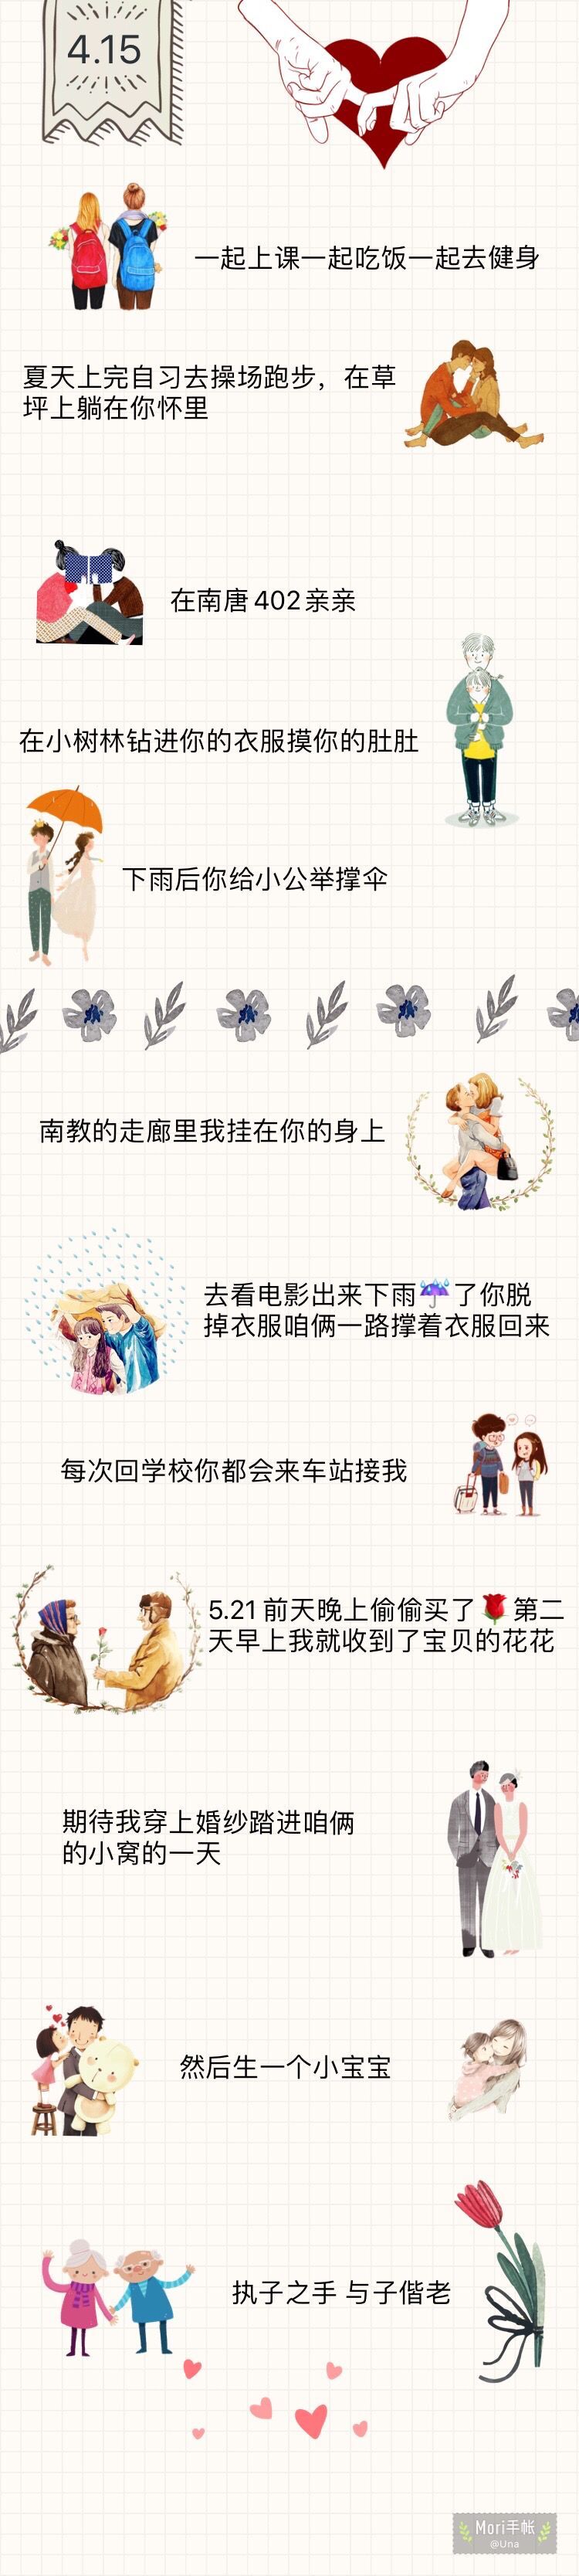 4.15
一起上课一起吃饭一起去健身
夏天上完自习去操场跑步，在草
坪上躺在你怀里
在南唐402亲亲
在小树林钻进你的衣服摸你的肚肚
下雨后你给小公举撑伞
南教的走廊里我挂在你的身上
去看电影出来下雨☔了你脱
掉衣服咱俩一路撑着衣服回来
每次回学校你都会来车站接我
5.21前天晚上偷偷买了🌹第二
天早上我就收到了宝贝的花花
期待我穿上婚纱踏进咱俩
的小窝的一天
然后生一个小宝宝
执子之手 与子偕老
Mori手帐
@Una